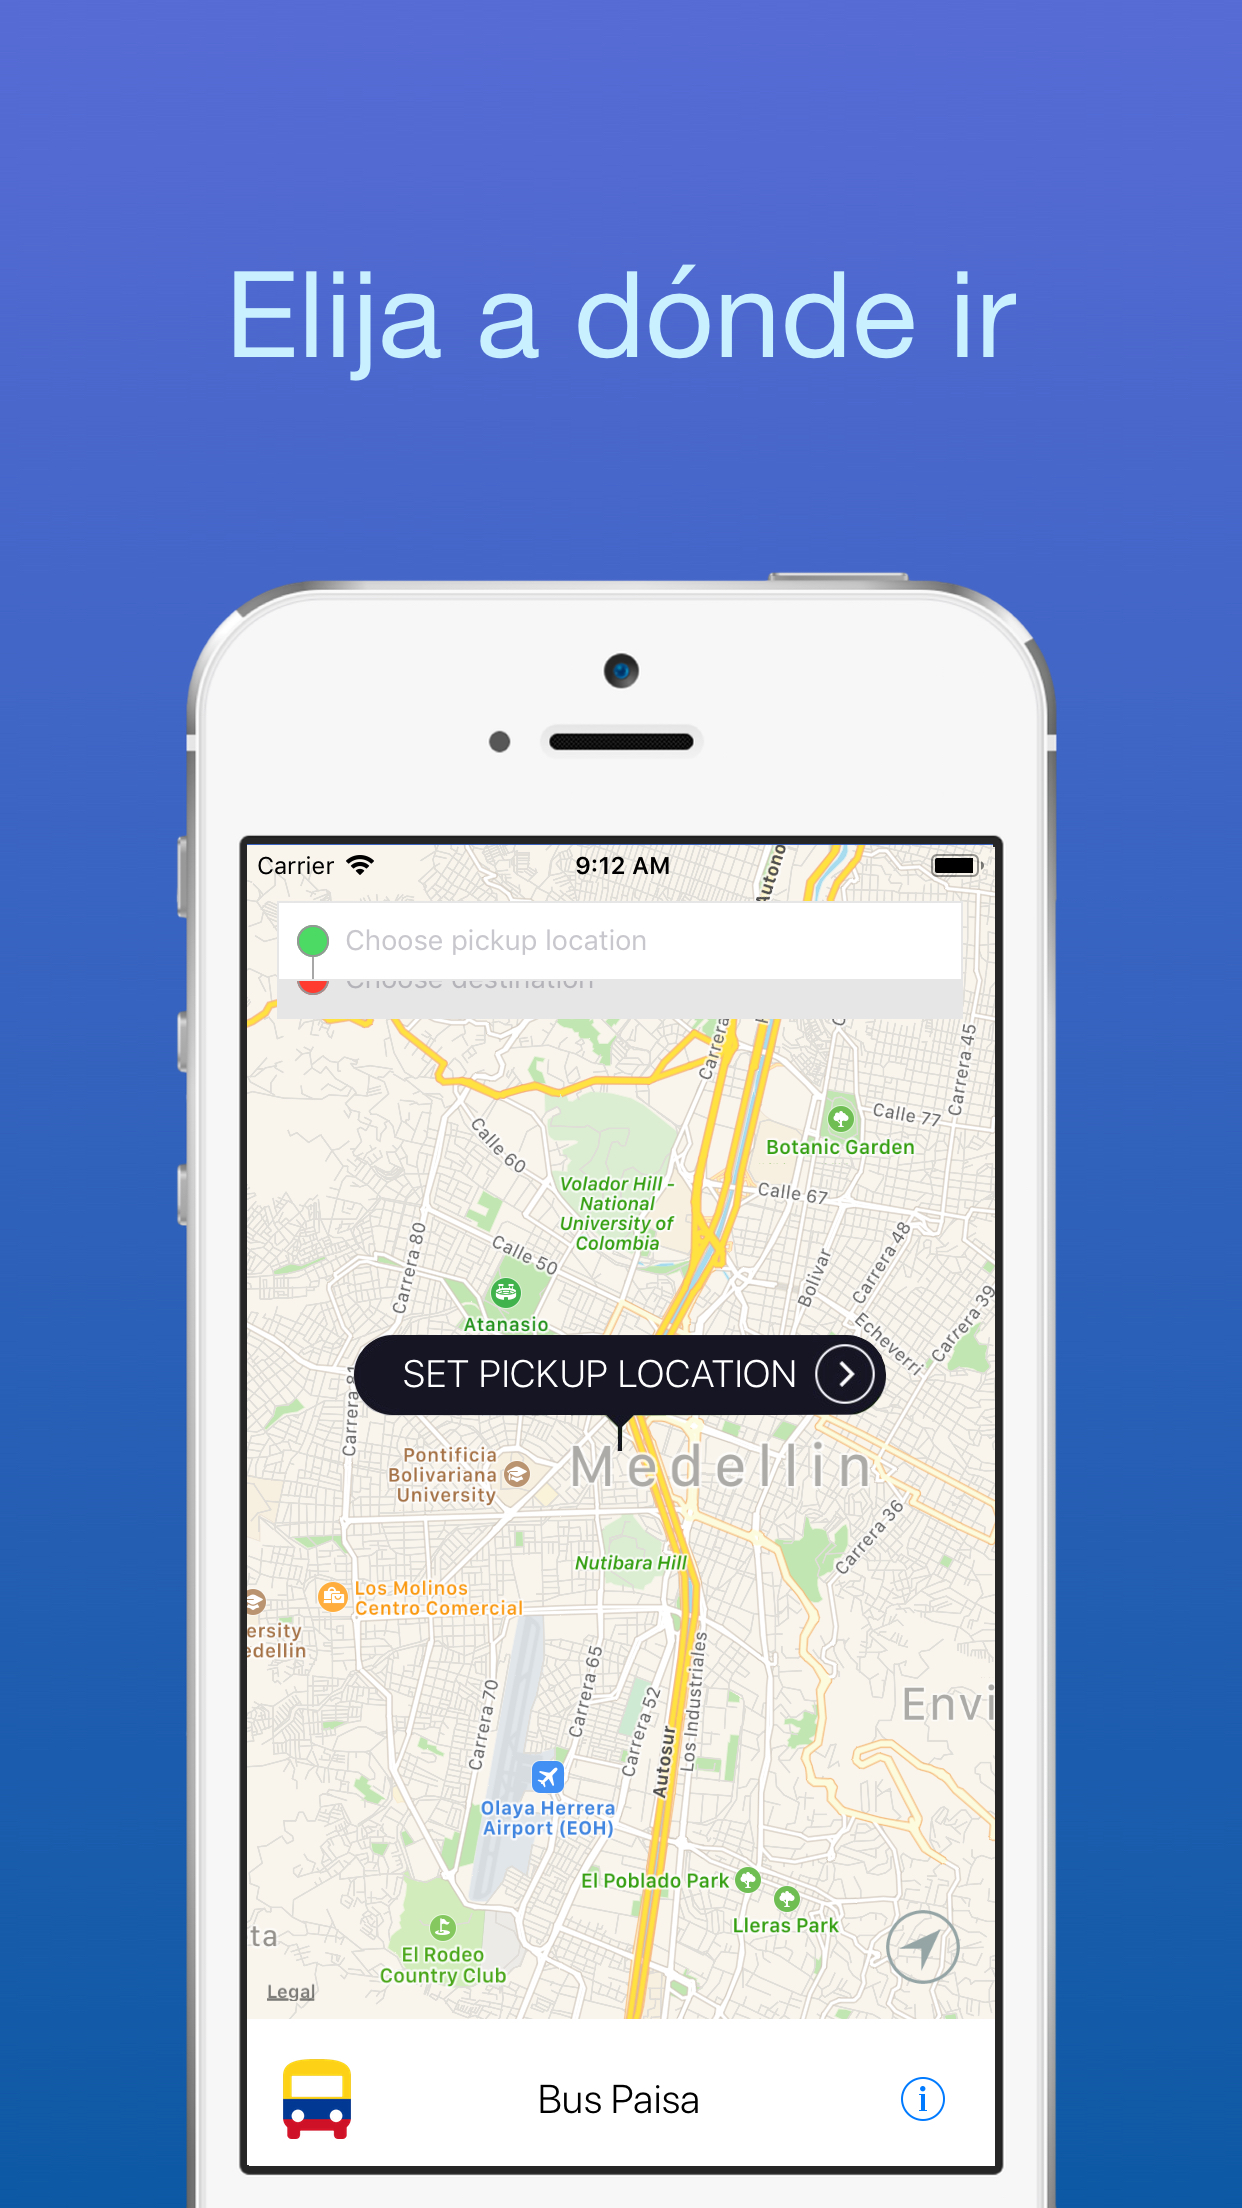 Elija a dónde ir
Carrier
9:12 AM
Choose pickup location
Choose destination
Carrera 45
Carrera
Calle 77
Botanic Garden
Calle 60
Volador Hill -
National
University of
Colombia
Calle 67
Carrera 80
Calle 50
Bolivar
Carrera 48
Carrera 39
Echeverri
Atanasio
SET PICKUP LOCATION
Carrera 81
Medellin
Pontificia
Bolivariana
University
Carrera 36
Nutibara Hill
Los Molinos
Centro Comercial
ersity
edellin
Carrera 65
Los Industriales
Carrera 70
Carrera 52
Envi
Autosur
Olaya Herrera
Airport (EOH)
El Poblado Park
Lleras Park
ta
El Rodeo
Country Club
Legal
Bus Paisa
i